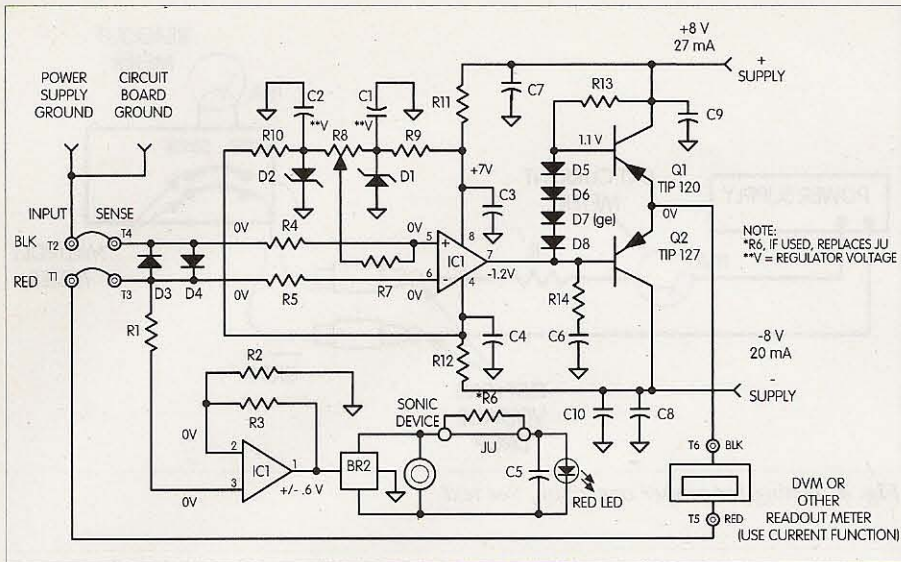 +8 V
27 mA
+
SUPPLY
POWER
SUPPLY
GROUND
CIRCUIT
BOARD
GROUND
C2
**V
C1
**V
R11
C7
R13
C9
R10
R8
R9
1.1 V
D2
D1
+7V
D5
D6
D7 (ge)
D8
Q1
TIP 120
0V
C3
INPUT
SENSE
T2
T4
BLK
0V
R4
0V
5
+
8
IC1
7
-1.2V
Q2
TIP 127
NOTE:
*R6, IF USED, REPLACES JU
**V = REGULATOR VOLTAGE
RED
T1
T3
D3
D4
0V
R5
R7
0V
6
-
4
R14
C6
R1
C4
R12
-8 V
20 mA
-
SUPPLY
R2
R3
0V
2
-
IC1
1
+/- .6 V
3
+
0V
SONIC
DEVICE
*R6
JU
BR2
C5
RED LED
C10
C8
T6
BLK
T5
RED
DVM OR
OTHER
READOUT METER
(USE CURRENT FUNCTION)